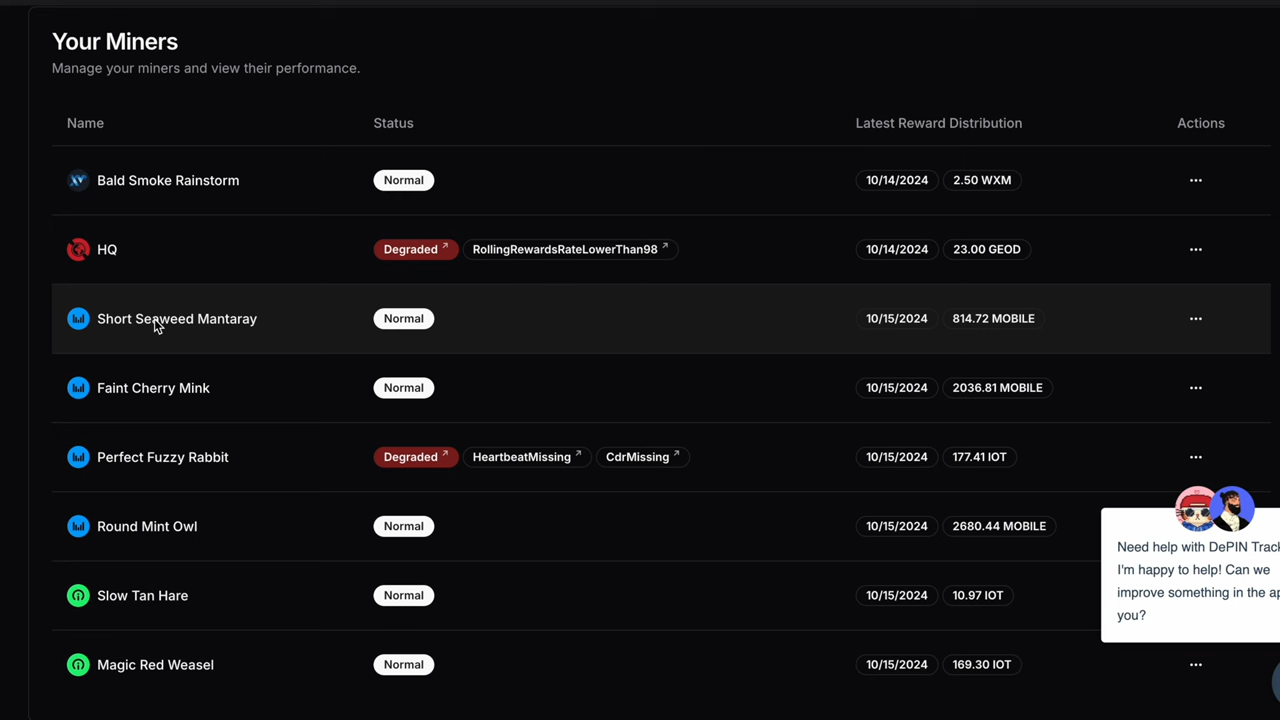 Your Miners
Manage your miners and view their performance.
Name Status Latest Reward Distribution Actions
Bald Smoke Rainstorm Normal 10/14/2024 2.50 WXM
HQ Degraded RollingRewardsRateLowerThan98 10/14/2024 23.00 GEOD
Short Seaweed Mantaray Normal 10/15/2024 814.72 MOBILE
Faint Cherry Mink Normal 10/15/2024 2036.81 MOBILE
Perfect Fuzzy Rabbit Degraded HeartbeatMissing CdrMissing 10/15/2024 177.41 IOT
Round Mint Owl Normal 10/15/2024 2680.44 MOBILE
Slow Tan Hare Normal 10/15/2024 10.97 IOT
Magic Red Weasel Normal 10/15/2024 169.30 IOT
Need help with DePIN
I'm happy to help! Can we
improve something in the
you?